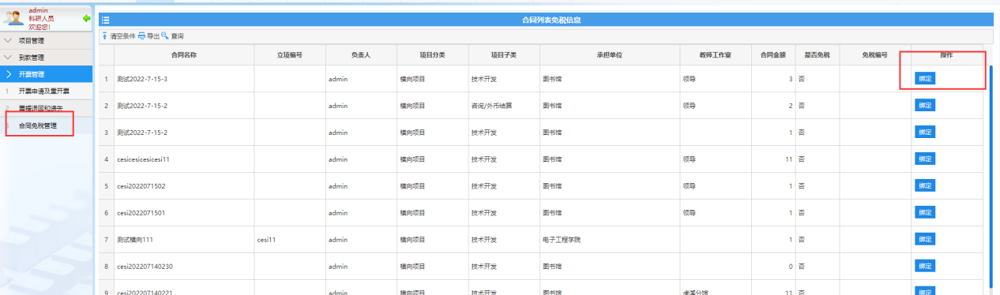 admin
科研人员
欢迎您!
项目管理
到款管理
开票管理
1 开票申请及重开票
2 票据退回和遗失
3 合同免税管理
合同列表免税信息
清空条件 导出 查询
合同名称 立项编号 负责人 项目分类 项目子类 承担单位 教师工作室 合同金额 是否免税 免税编号 操作
1 测试2022-7-15-3 admin 横向项目 技术开发 图书馆 领导 3 否 绑定
2 测试2022-7-15-2 admin 横向项目 咨询/外币结算 图书馆 领导 2 否 绑定
3 测试2022-7-15-2 admin 横向项目 技术开发 图书馆 1 否 绑定
4 cesicesicesicesi11 admin 横向项目 技术开发 图书馆 领导 11 否 绑定
5 cesi2022071502 admin 横向项目 技术开发 图书馆 领导 1 否 绑定
6 cesi2022071501 admin 横向项目 技术开发 图书馆 领导 1 否 绑定
7 测试横向111 cesi11 admin 横向项目 技术开发 电子工程学院 1 否 绑定
8 cesi202207140230 admin 横向项目 技术开发 图书馆 0 否 绑定
9 cesi202207140221 admin 横向项目 技术开发 图书馆 虎溪分馆 11 否 绑定